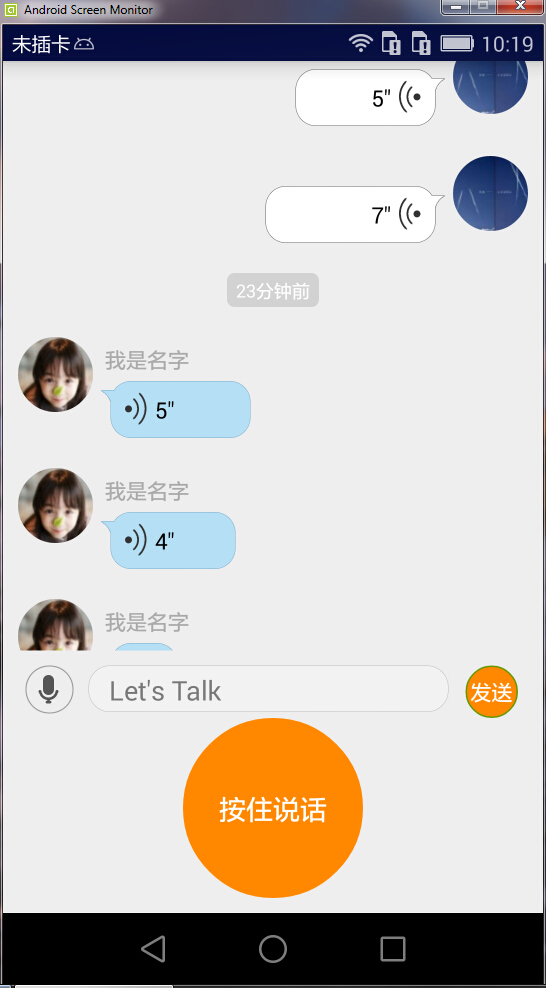 Android Screen Monitor
未插卡
10:19
5"
7"
23分钟前
我是名字
5"
我是名字
4"
我是名字
Let's Talk
发送
按住说话